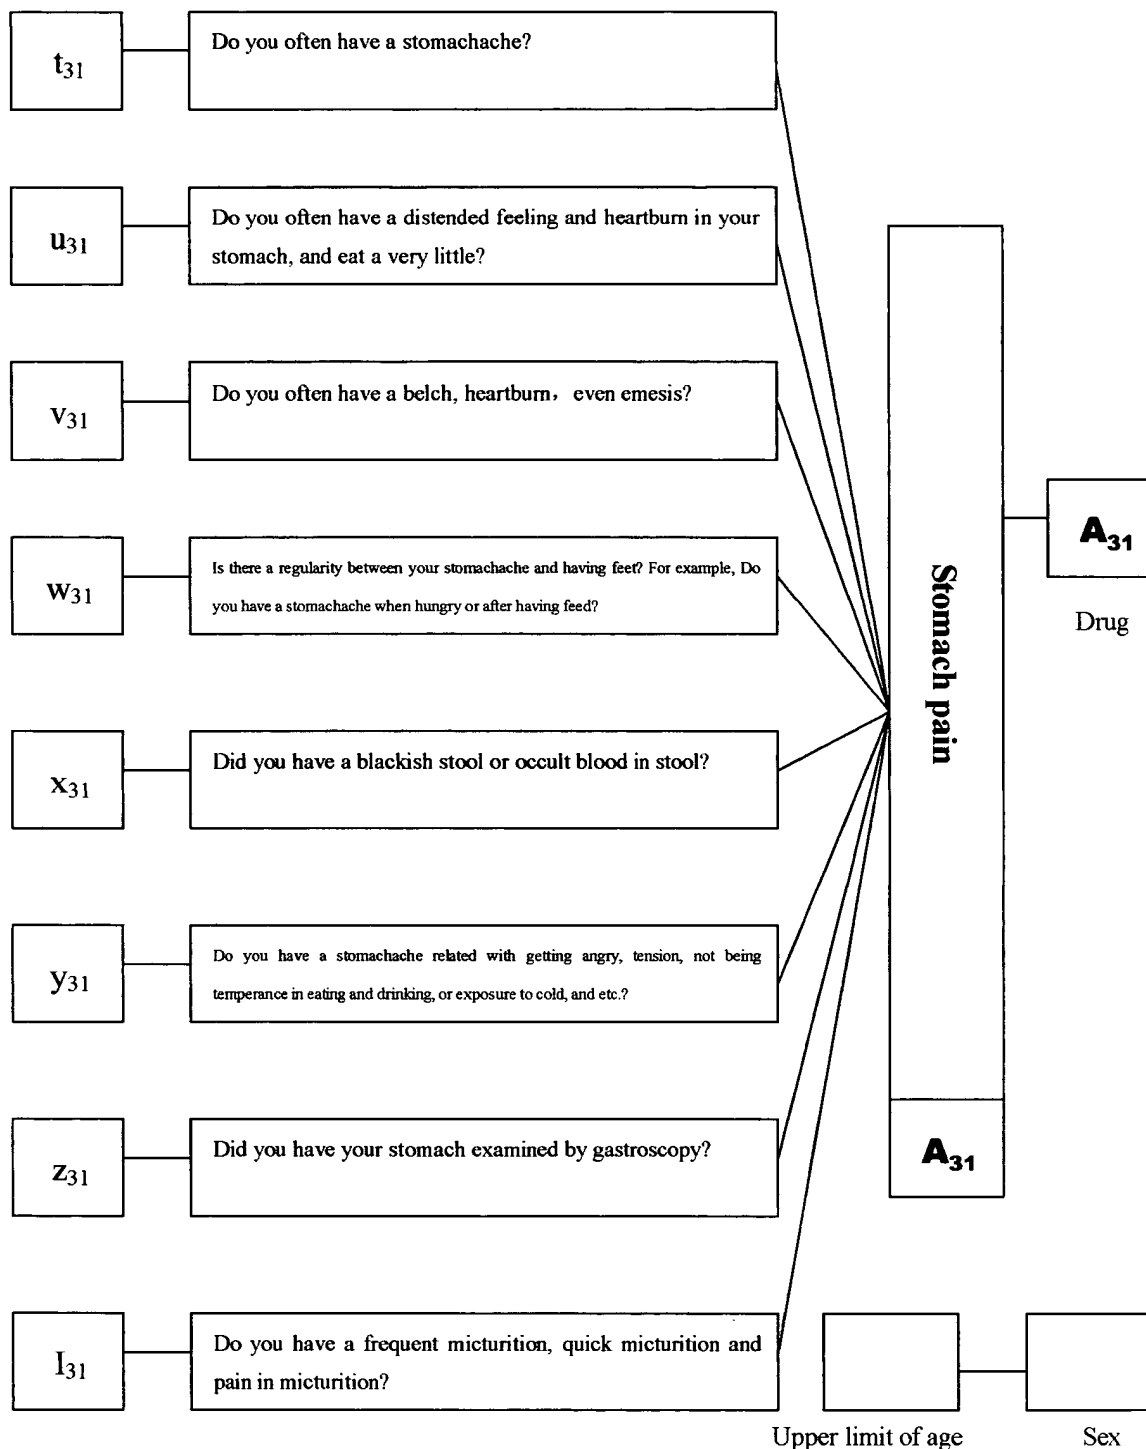 t31
Do you often have a stomachache?
u31
Do you often have a distended feeling and heartburn in your
stomach, and eat a very little?
v31
Do you often have a belch, heartburn，even emesis?
w31
Is there a regularity between your stomachache and having feet? For example, Do
you have a stomachache when hungry or after having feed?
x31
Did you have a blackish stool or occult blood in stool?
y31
Do you have a stomachache related with getting angry, tension, not being
temperance in eating and drinking, or exposure to cold, and etc.?
z31
Did you have your stomach examined by gastroscopy?
I31
Do you have a frequent micturition, quick micturition and
pain in micturition?
Stomach pain
A31
A31
Drug
Upper limit of age
Sex